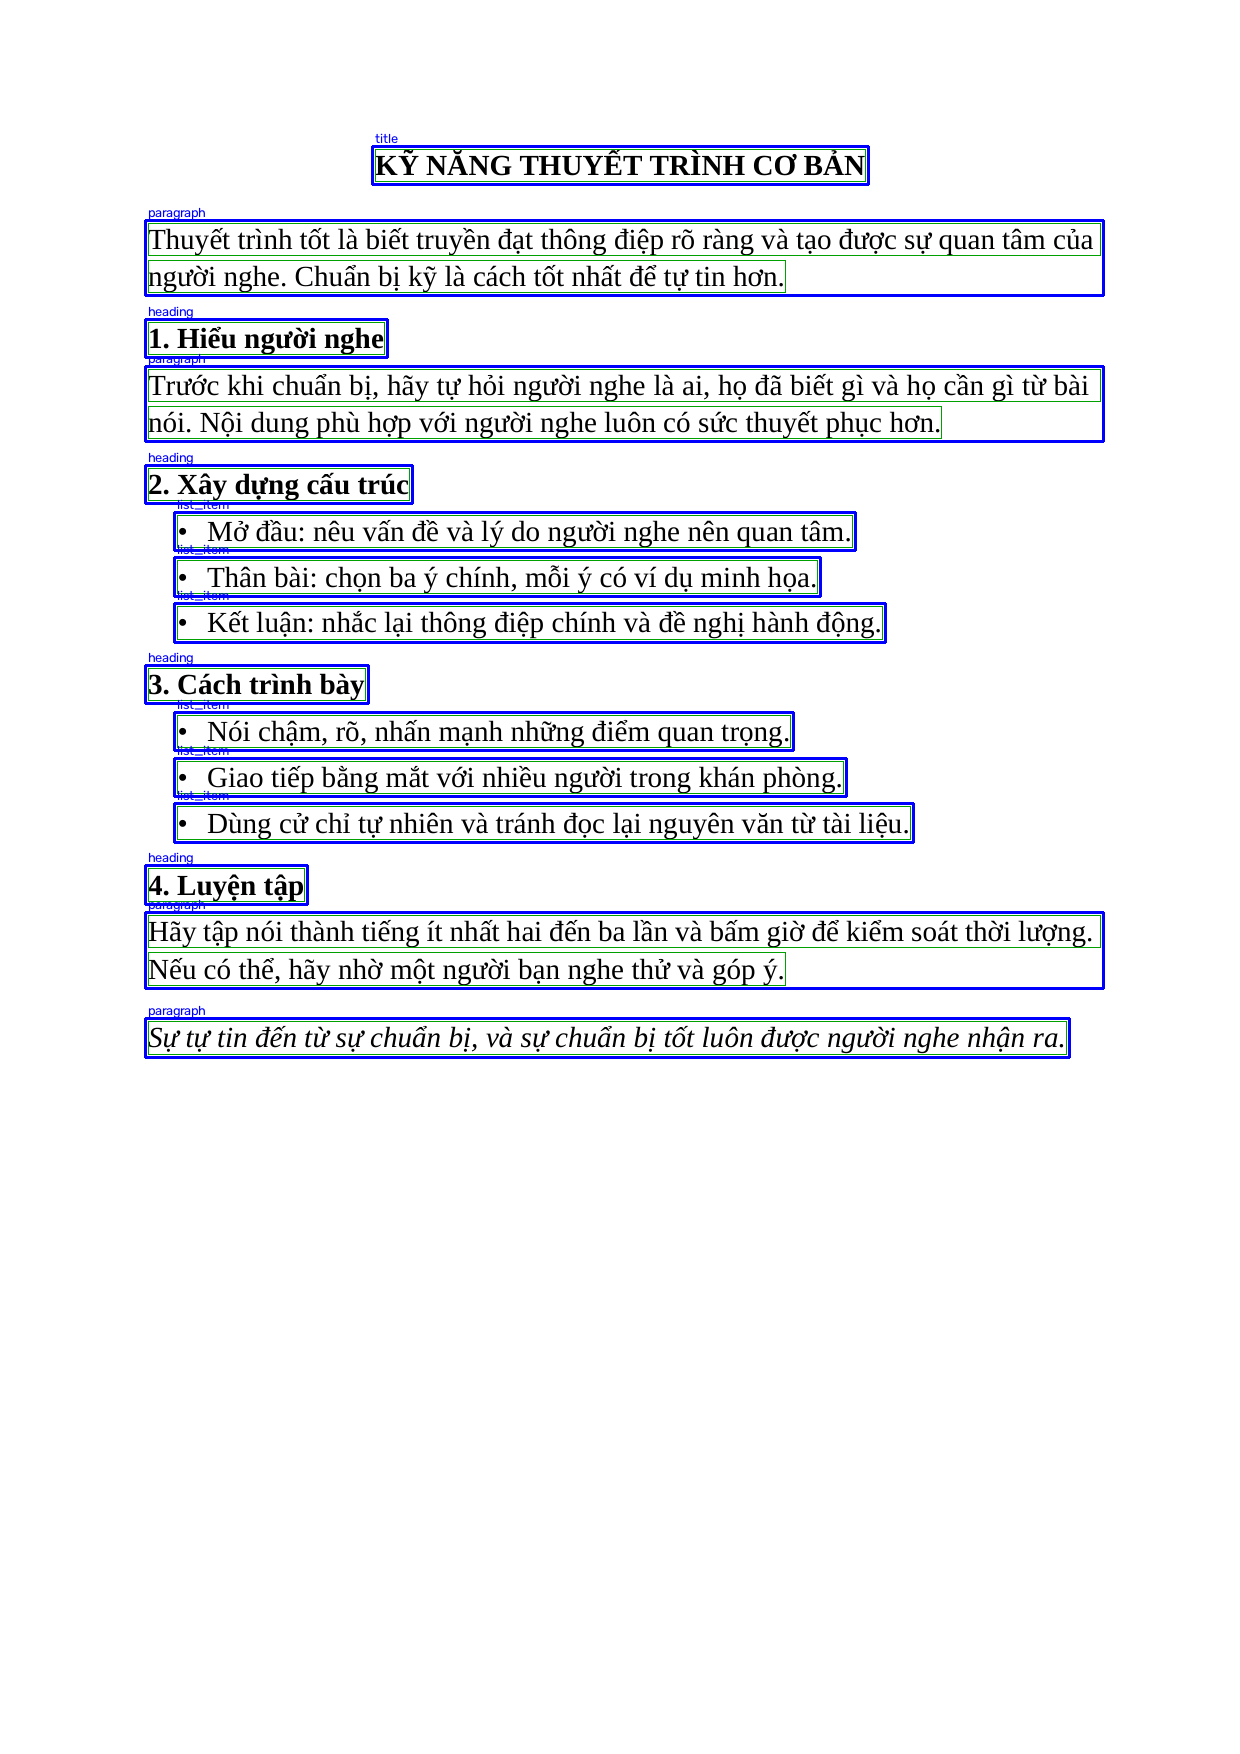 title
KỸ NĂNG THUYẾT TRÌNH CƠ BẢN
paragraph
Thuyết trình tốt là biết truyền đạt thông điệp rõ ràng và tạo được sự quan tâm của
người nghe. Chuẩn bị kỹ là cách tốt nhất để tự tin hơn.
heading
1. Hiểu người nghe
paragraph
Trước khi chuẩn bị, hãy tự hỏi người nghe là ai, họ đã biết gì và họ cần gì từ bài
nói. Nội dung phù hợp với người nghe luôn có sức thuyết phục hơn.
heading
2. Xây dựng cấu trúc
list_item
• Mở đầu: nêu vấn đề và lý do người nghe nên quan tâm.
list_item
• Thân bài: chọn ba ý chính, mỗi ý có ví dụ minh họa.
list_item
• Kết luận: nhắc lại thông điệp chính và đề nghị hành động.
heading
3. Cách trình bày
list_item
• Nói chậm, rõ, nhấn mạnh những điểm quan trọng.
list_item
• Giao tiếp bằng mắt với nhiều người trong khán phòng.
list_item
• Dùng cử chỉ tự nhiên và tránh đọc lại nguyên văn từ tài liệu.
heading
4. Luyện tập
paragraph
Hãy tập nói thành tiếng ít nhất hai đến ba lần và bấm giờ để kiểm soát thời lượng.
Nếu có thể, hãy nhờ một người bạn nghe thử và góp ý.
paragraph
Sự tự tin đến từ sự chuẩn bị, và sự chuẩn bị tốt luôn được người nghe nhận ra.